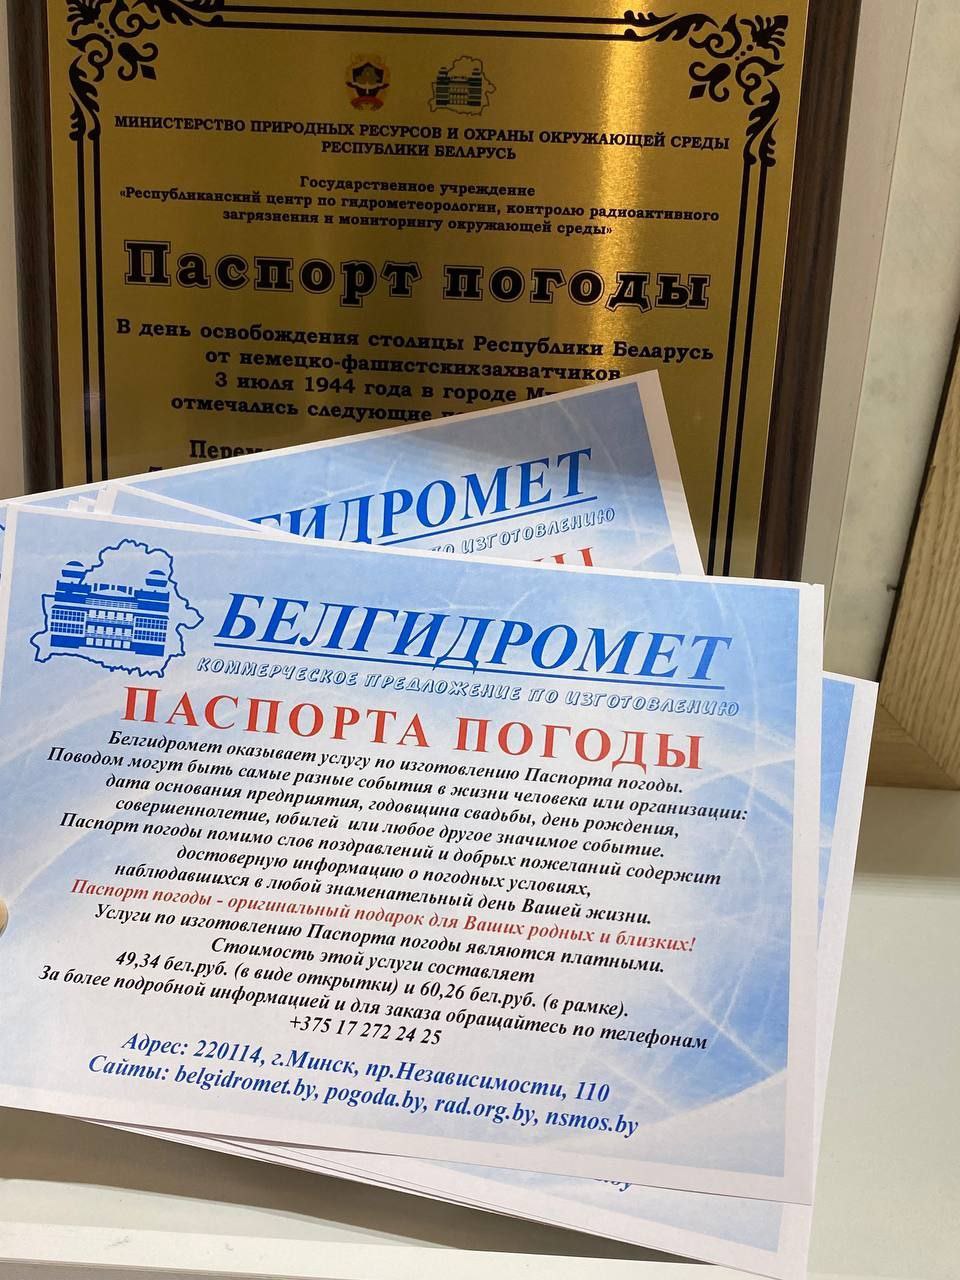 МИНИСТЕРСТВО ПРИРОДНЫХ РЕСУРСОВ И ОХРАНЫ ОКРУЖАЮЩЕЙ СРЕДЫ
РЕСПУБЛИКИ БЕЛАРУСЬ
Государственное учреждение
«Республиканский центр по гидрометеорологии, контролю радиоактивного
загрязнения и мониторингу окружающей среды»
Паспорт погоды
В день освобождения столицы Республики Беларусь
от немецко-фашистскихзахватчиков
3 июля 1944 года в городе
отмечались следующие
ГИДРОМЕТ
ИЗГОТОВЛЕНИЮ
БЕЛГИДРОМЕТ
КОММЕРЧЕСКОЕ ПРЕДЛОЖЕНИЕ ПО ИЗГОТОВЛЕНИЮ
ПАСПОРТА ПОГОДЫ
Белгидромет оказывает услугу по изготовлению Паспорта погоды.
Поводом могут быть самые разные события в жизни человека или организации:
дата основания предприятия, годовщина свадьбы, день рождения,
совершеннолетие, юбилей или любое другое значимое событие.
Паспорт погоды помимо слов поздравлений и добрых пожеланий содержит
достоверную информацию о погодных условиях,
наблюдавшихся в любой знаменательный день Вашей жизни.
Паспорт погоды - оригинальный подарок для Ваших родных и близких!
Услуги по изготовлению Паспорта погоды являются платными.
Стоимость этой услуги составляет
49,34 бел.руб. (в виде открытки) и 60,26 бел.руб. (в рамке).
За более подробной информацией и для заказа обращайтесь по телефонам
+375 17 272 24 25
Адрес: 220114, г.Минск, пр.Независимости, 110
Сайты: belgidromet.by, pogoda.by, rad.org.by, nsmos.by